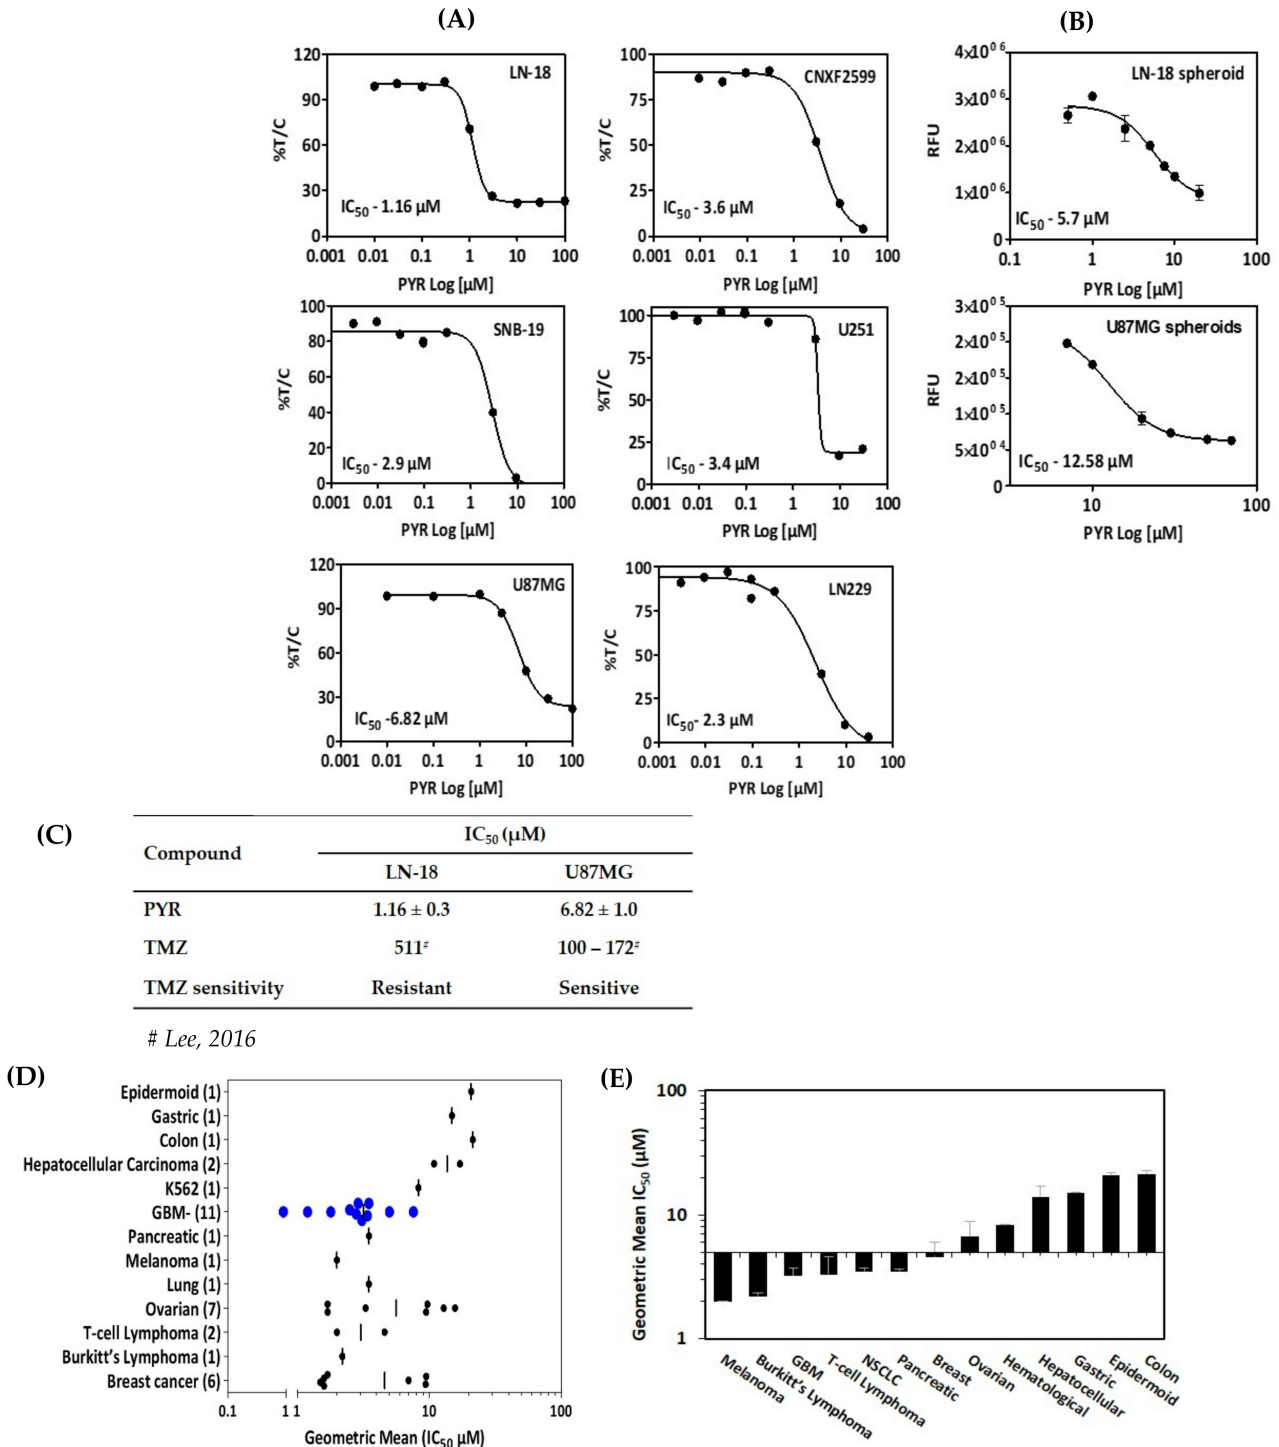 (A)
(B)
120
90
60
30
0
%T/C
LN-18
IC50 - 1.16 µM
0.001 0.01 0.1 1 10 100
PYR Log [µM]
100
75
50
25
0
%T/C
CNXF2599
IC50 - 3.6 µM
0.001 0.01 0.1 1 10 100
PYR Log [µM]
4x10^06
3x10^06
2x10^06
1x10^06
0
RFU
LN-18 spheroid
IC50 - 5.7 µM
0.1 1 10 100
PYR Log [µM]
100
80
60
40
20
0
%T/C
SNB-19
IC50 - 2.9 µM
0.001 0.01 0.1 1 10 100
PYR Log [µM]
100
75
50
25
0
%T/C
U251
IC50 - 3.4 µM
0.001 0.01 0.1 1 10 100
PYR Log [µM]
3x10^05
2x10^05
2x10^05
1x10^05
5x10^04
0
RFU
U87MG spheroids
IC50 - 12.58 µM
10 100
PYR Log [µM]
120
90
60
30
0
%T/C
U87MG
IC50 -6.82 µM
0.001 0.01 0.1 1 10 100
PYR Log [µM]
100
75
50
25
0
%T/C
LN229
IC50- 2.3 µM
0.001 0.01 0.1 1 10 100
PYR Log [µM]
(C)
Compound IC50 (µM)
LN-18 U87MG
PYR 1.16 ± 0.3 6.82 ± 1.0
TMZ 511# 100 – 172#
TMZ sensitivity Resistant Sensitive
# Lee, 2016
(D)
Epidermoid (1)
Gastric (1)
Colon (1)
Hepatocellular Carcinoma (2)
K562 (1)
GBM- (11)
Pancreatic (1)
Melanoma (1)
Lung (1)
Ovarian (7)
T-cell Lymphoma (2)
Burkitt's Lymphoma (1)
Breast cancer (6)
0.1 1 1 10 100
Geometric Mean (IC50 µM)
(E)
100
10
1
Geometric Mean IC50 (µM)
Melanoma
Burkitt's Lymphoma
GBM
T-cell Lymphoma
NSCLC
Pancreatic
Breast
Ovarian
Hematological
Hepatocellular
Gastric
Epidermoid
Colon